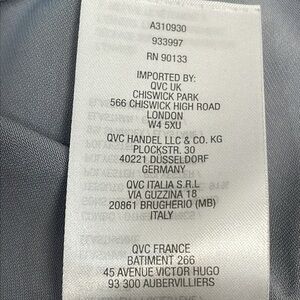 A310930
933997
RN 90133
IMPORTED BY:
QVC UK
CHISWICK PARK
566 CHISWICK HIGH ROAD
LONDON
W4 5XU
QVC HANDEL LLC & CO. KG
PLOCKSTR. 30
40221 DUSSELDORF
GERMANY
QVC ITALIA S.R.L.
VIA GUZZINA 18
20861 BRUGHERIO (MB)
ITALY
QVC FRANCE
BATIMENT 266
45 AVENUE VICTOR HUGO
93 300 AUBERVILLIERS